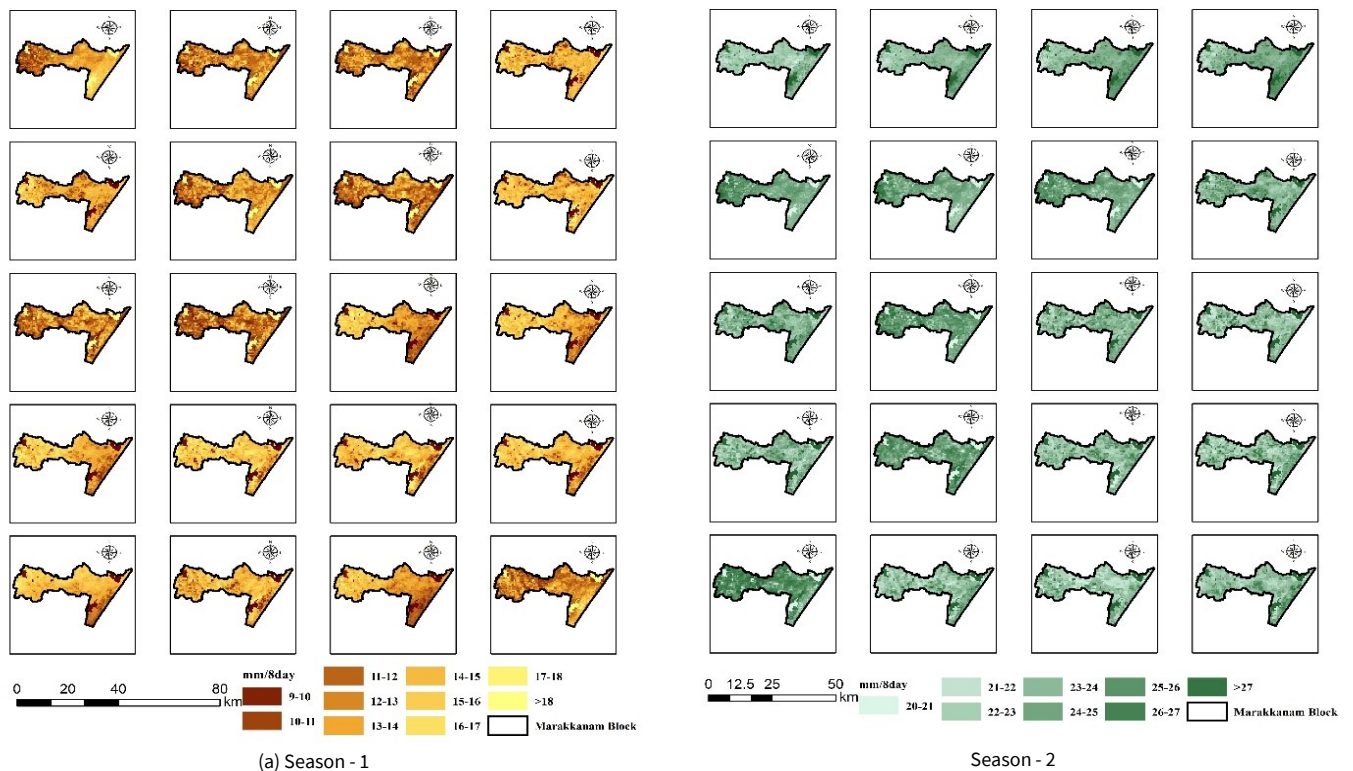 mm/8day
9-10
10-11
11-12
12-13
13-14
14-15
15-16
16-17
17-18
>18
Marakkanam Block
0 20 40 80
km
(a) Season - 1
mm/8day
20-21
21-22
22-23
23-24
24-25
25-26
26-27
>27
Marakkanam Block
0 12.5 25 50
km
Season - 2